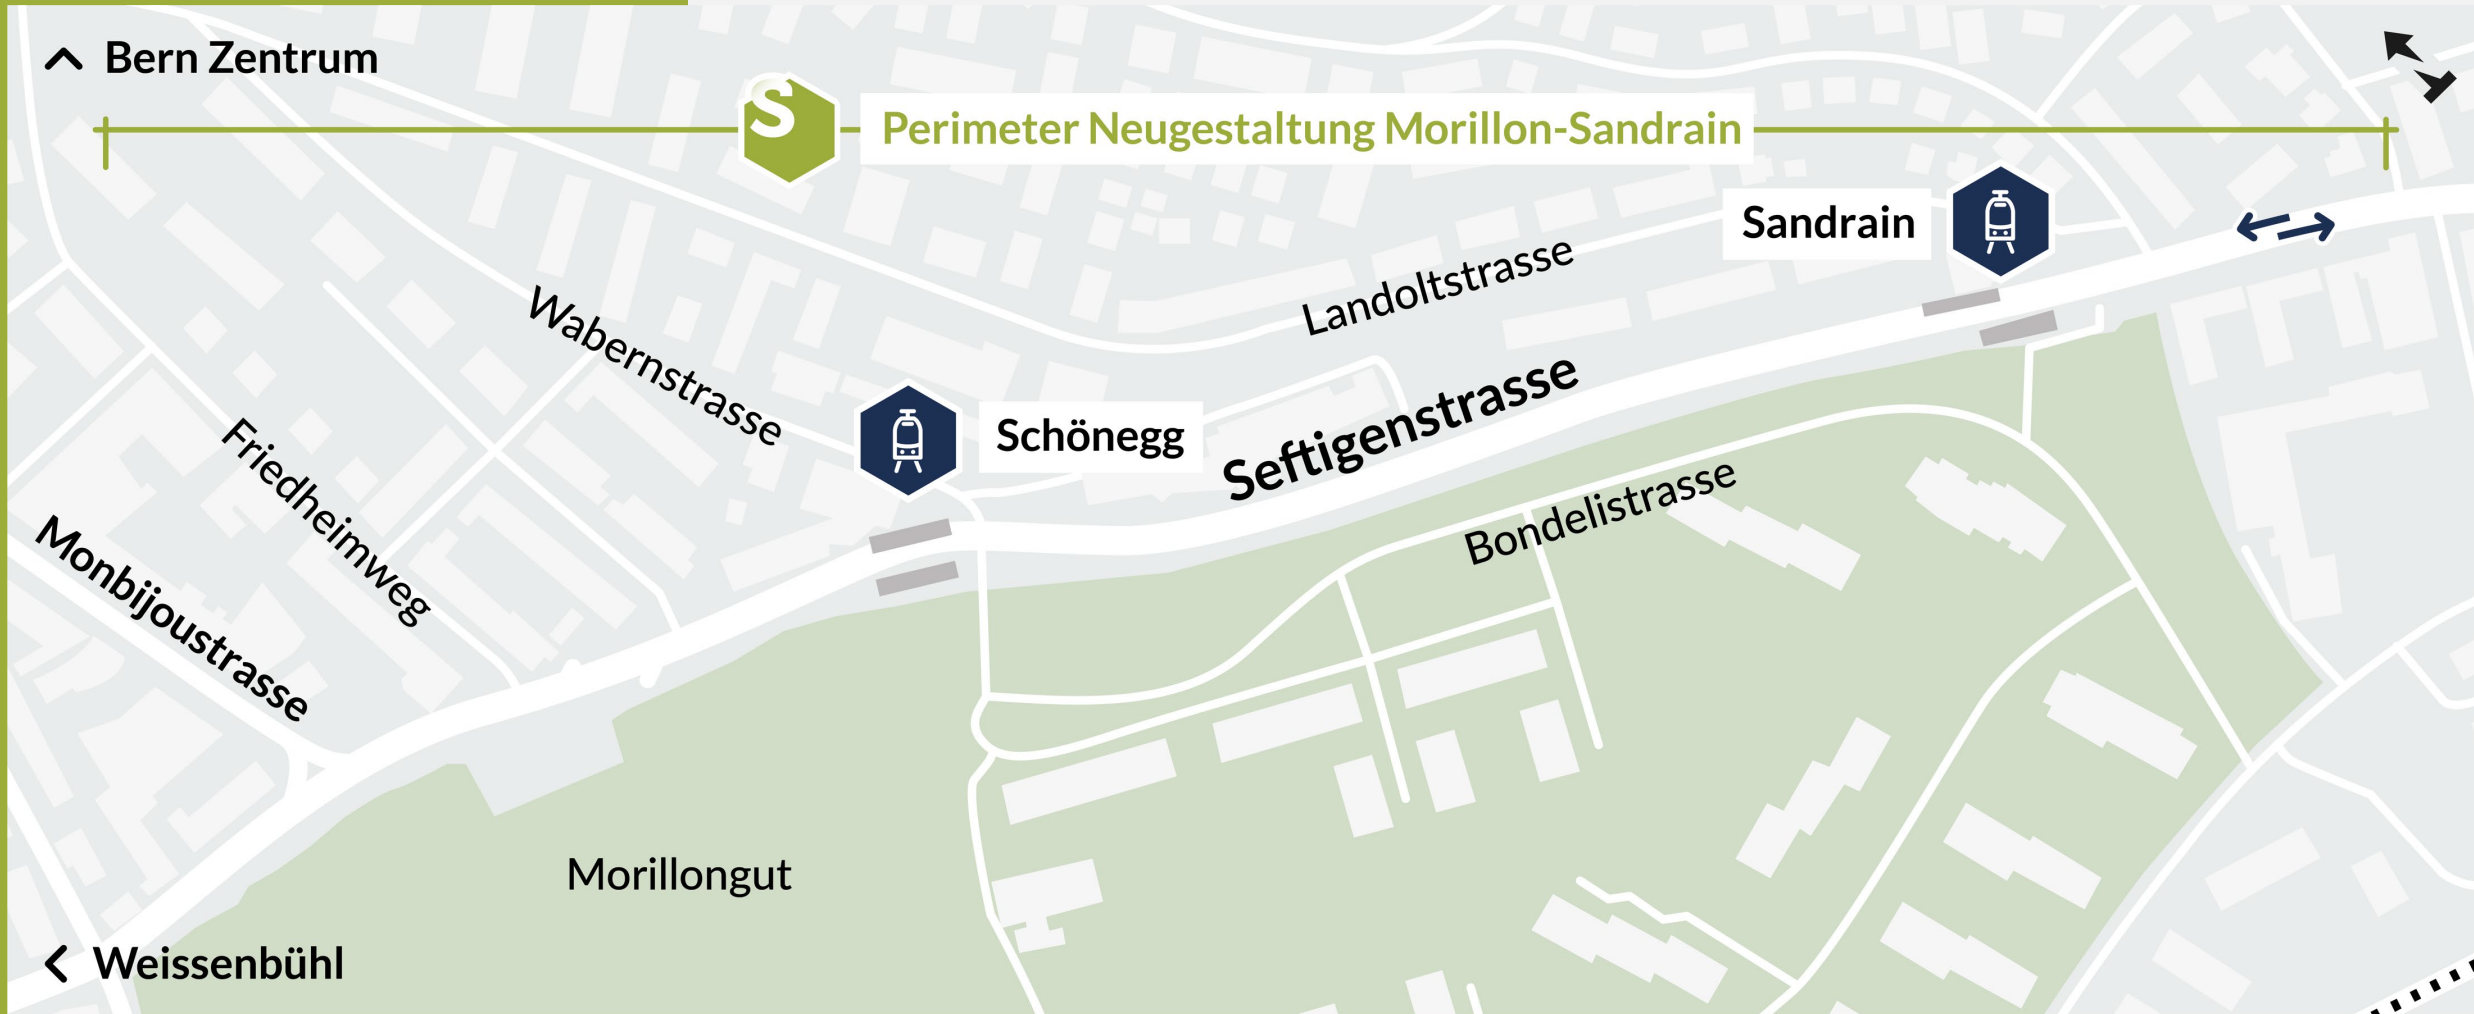 Bern Zentrum
S
Perimeter Neugestaltung Morillon-Sandrain
Sandrain
Landoltstrasse
Wabernstrasse
Schönegg
Seftigenstrasse
Friedheimweg
Bondelistrasse
Monbijoustrasse
Morillongut
Weissenbühl